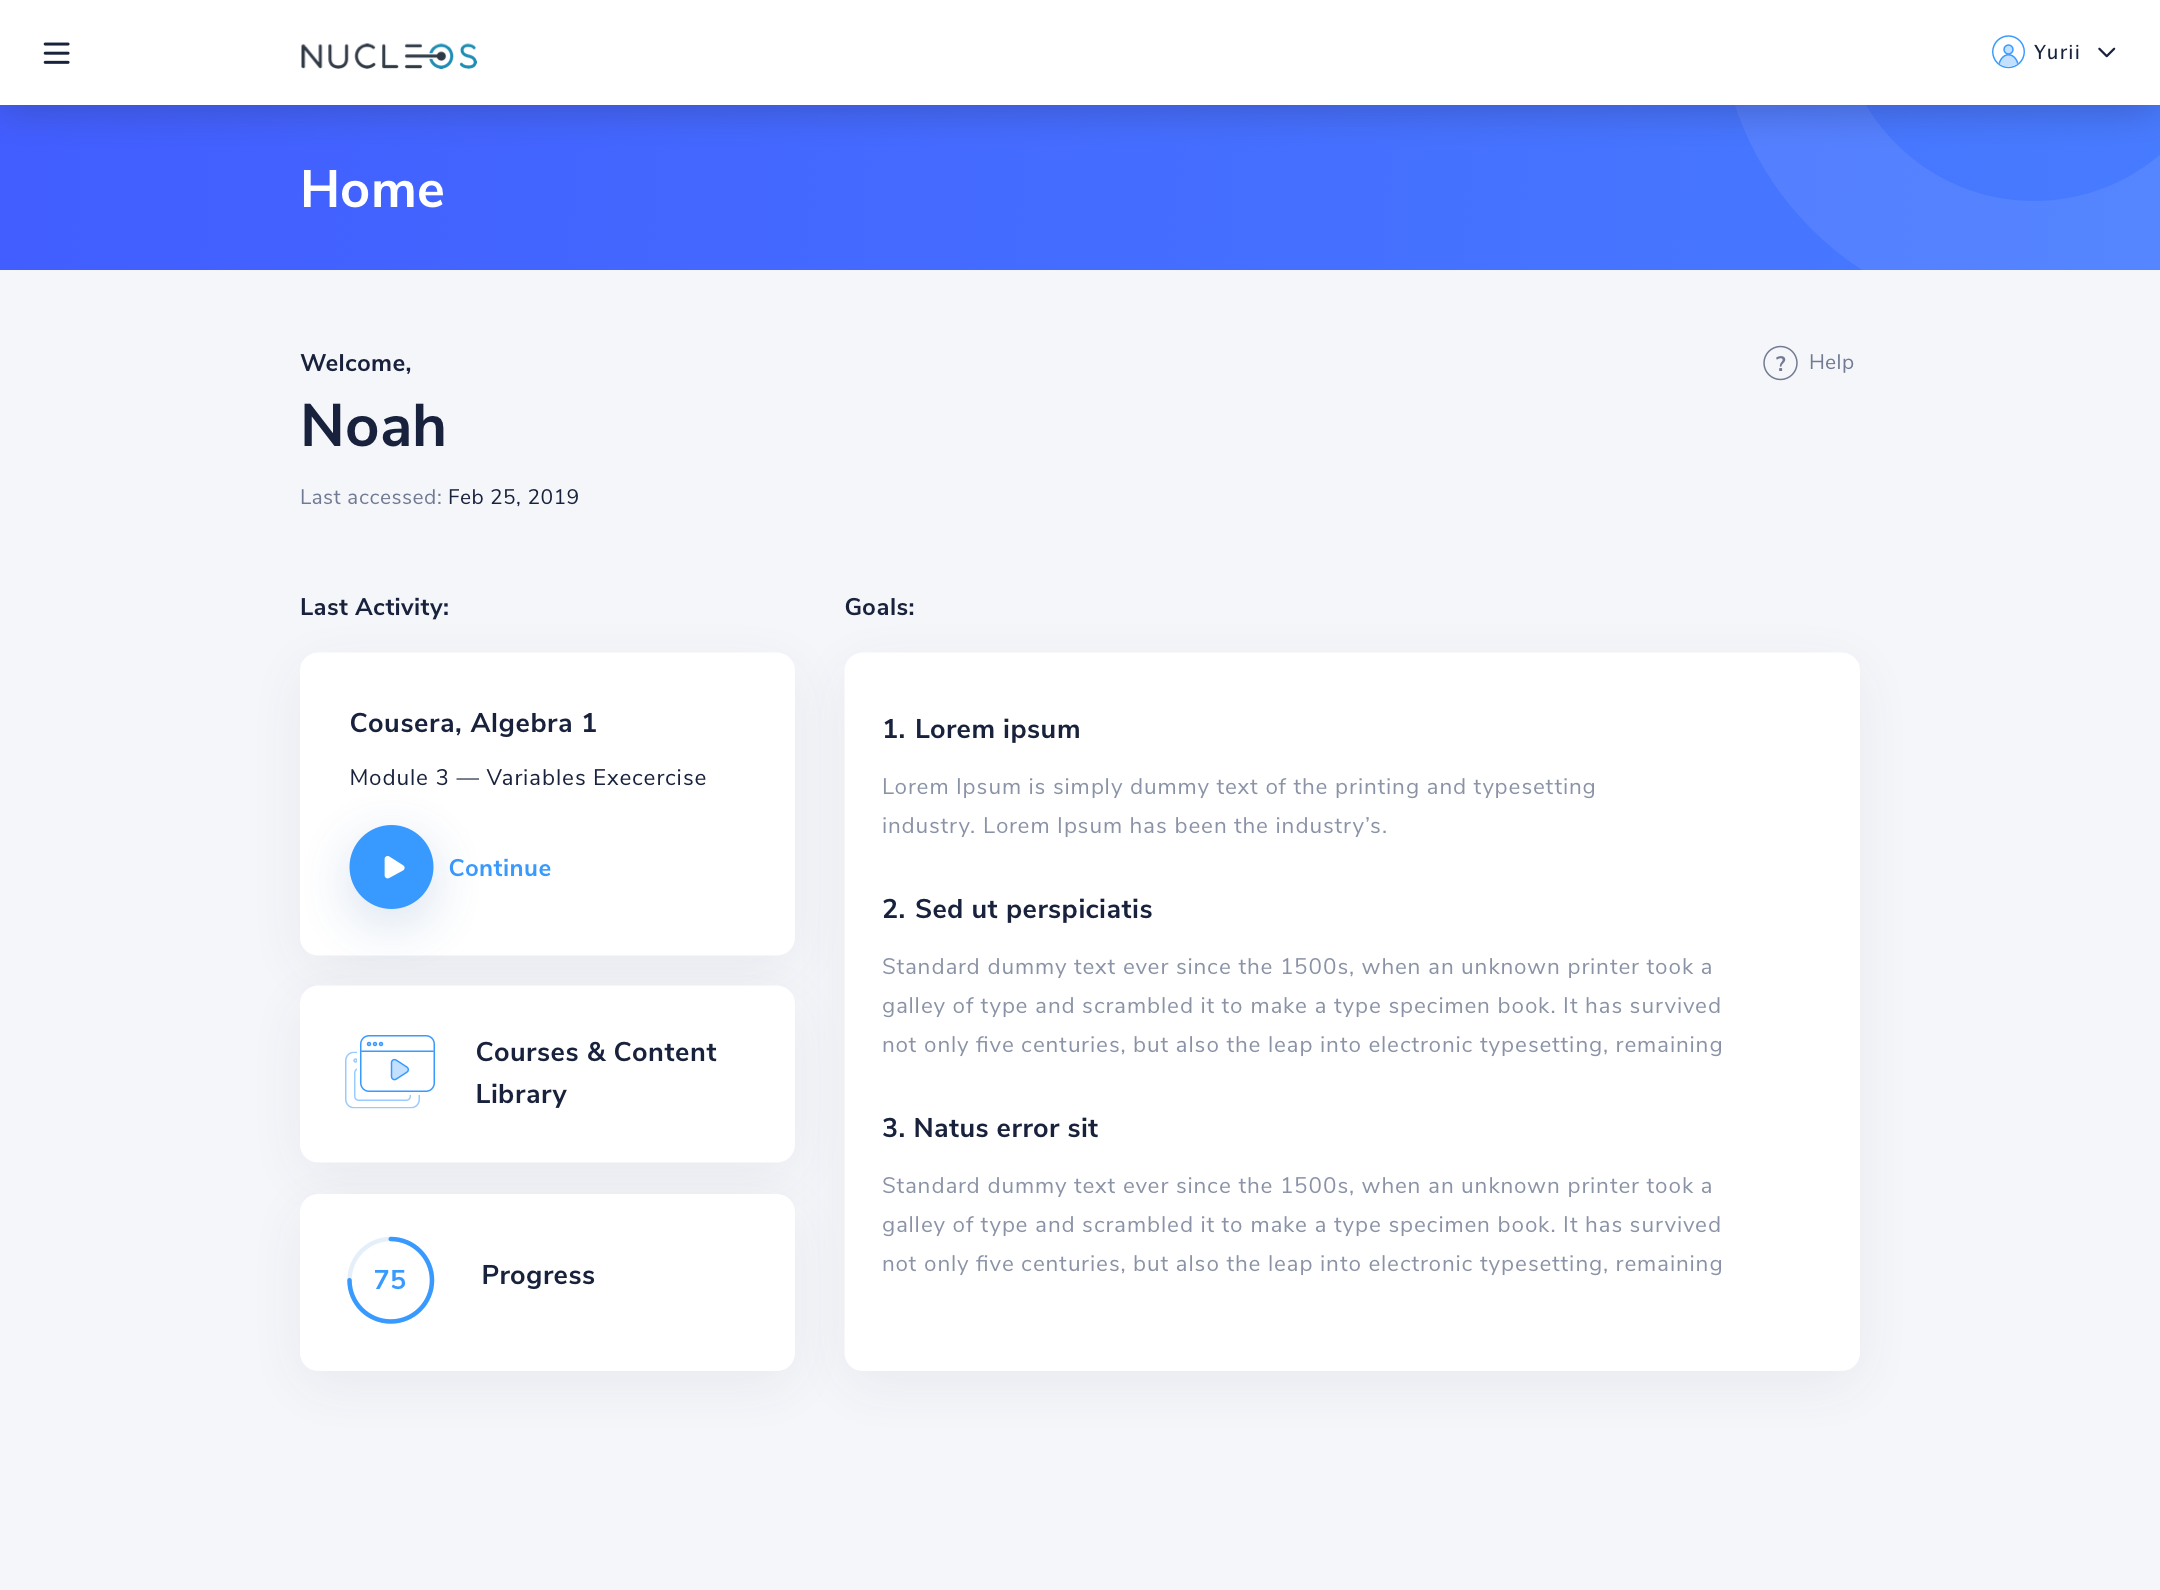 NUCLEOS
Yurii
Home
Welcome,
Help
Noah
Last accessed: Feb 25, 2019
Last Activity:
Cousera, Algebra 1
Module 3 — Variables Execercise
Continue
Courses & Content
Library
75
Progress
Goals:
1. Lorem ipsum
Lorem Ipsum is simply dummy text of the printing and typesetting
industry. Lorem Ipsum has been the industry’s.
2. Sed ut perspiciatis
Standard dummy text ever since the 1500s, when an unknown printer took a
galley of type and scrambled it to make a type specimen book. It has survived
not only five centuries, but also the leap into electronic typesetting, remaining
3. Natus error sit
Standard dummy text ever since the 1500s, when an unknown printer took a
galley of type and scrambled it to make a type specimen book. It has survived
not only five centuries, but also the leap into electronic typesetting, remaining